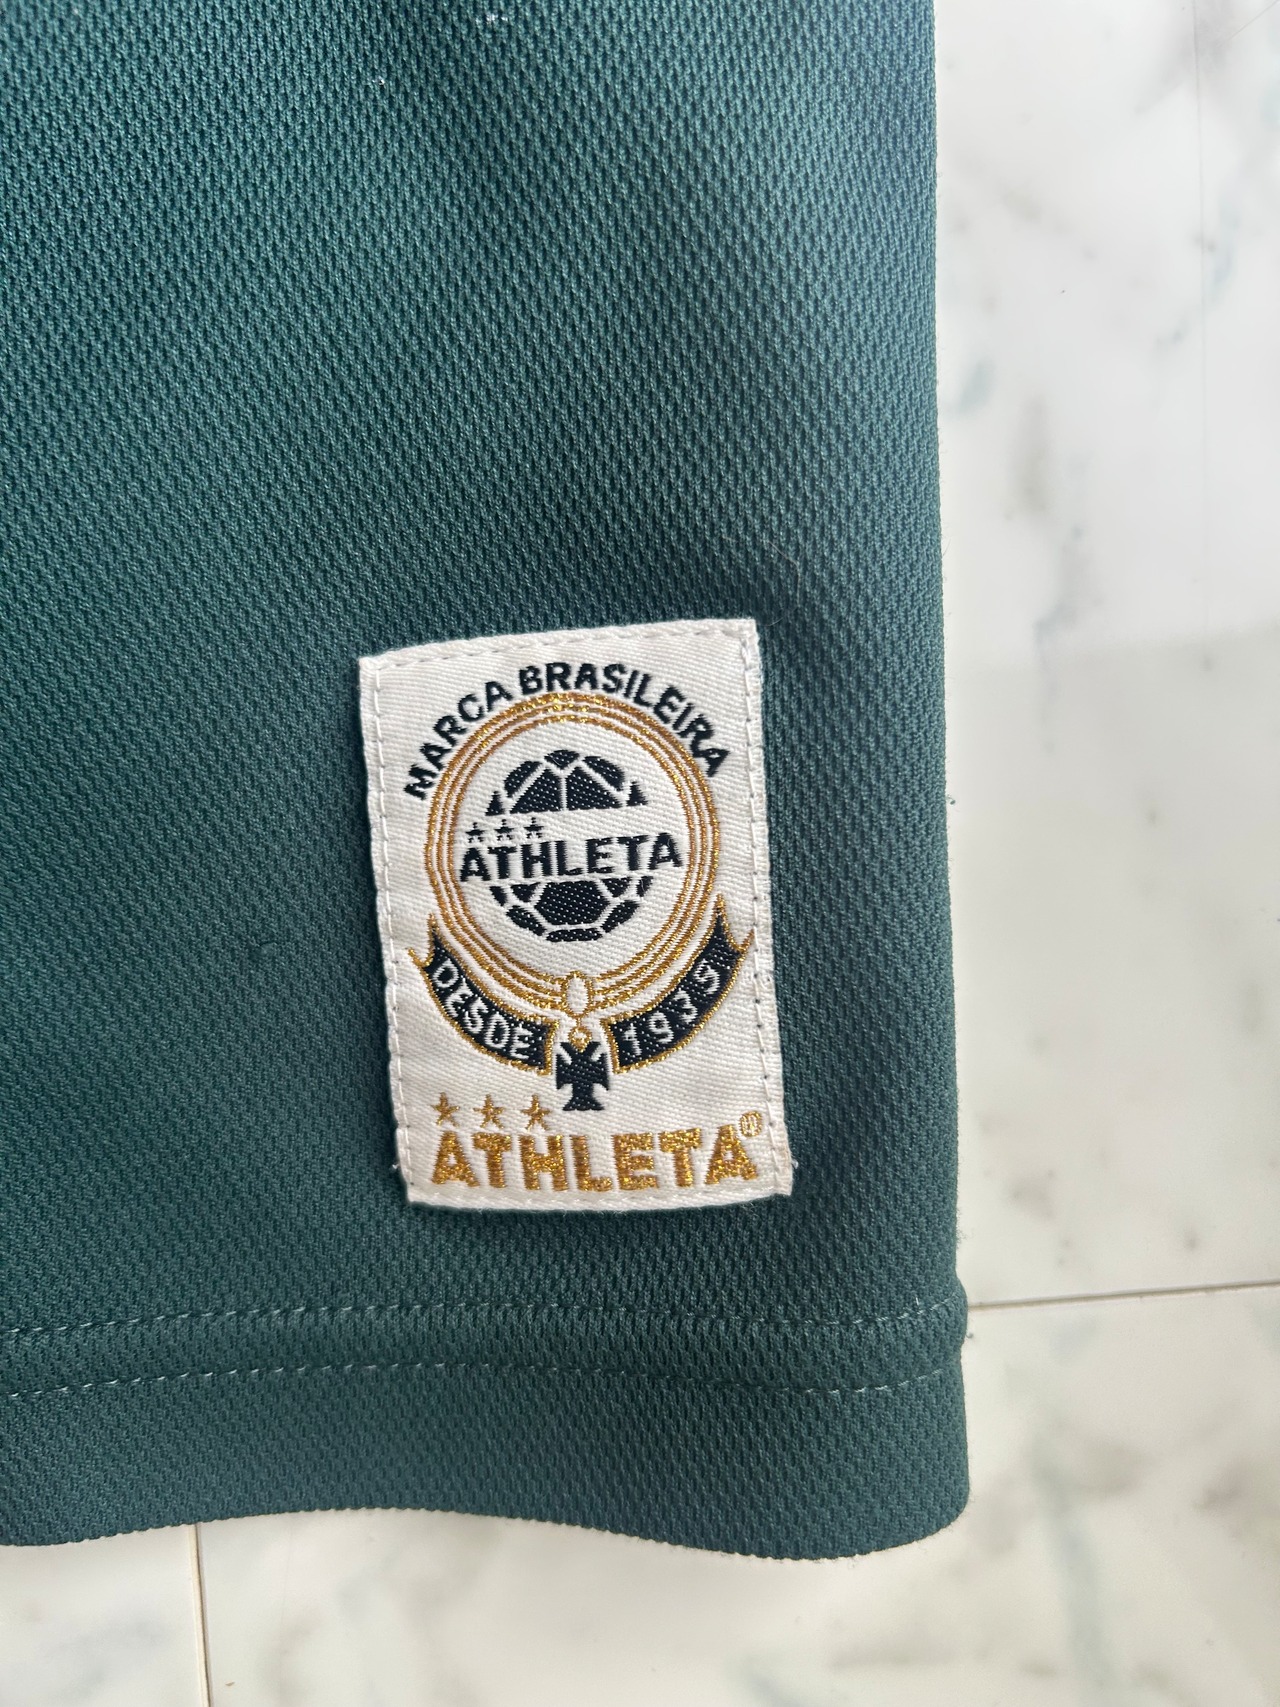 MARCA BRASILEIRA
ATHLETA
DESDE 1935
ATHLETA®